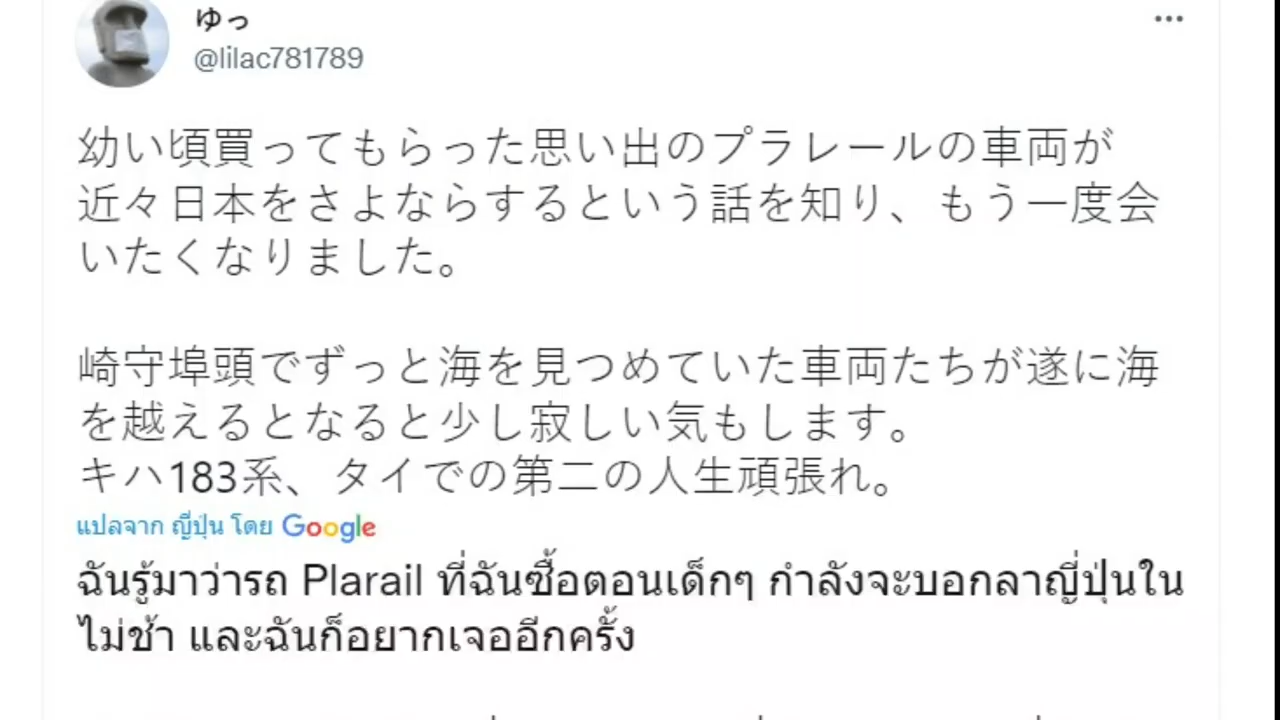 ゆっ
@lilac781789
幼い頃買ってもらった思い出のプラレールの車両が
近々日本をさよならするという話を知り、もう一度会
いたくなりました。
崎守埠頭でずっと海を見つめていた車両たちが遂に海
を越えるとなると少し寂しい気もします。
キハ183系、タイでの第二の人生頑張れ。
แปลจาก ญี่ปุ่น โดย Google
ฉันรู้มาว่ารถ Plarail ที่ฉันซื้อตอนเด็กๆ กำลังจะบอกลาญี่ปุ่นใน
ไม่ช้า และฉันก็อยากเจออีกครั้ง